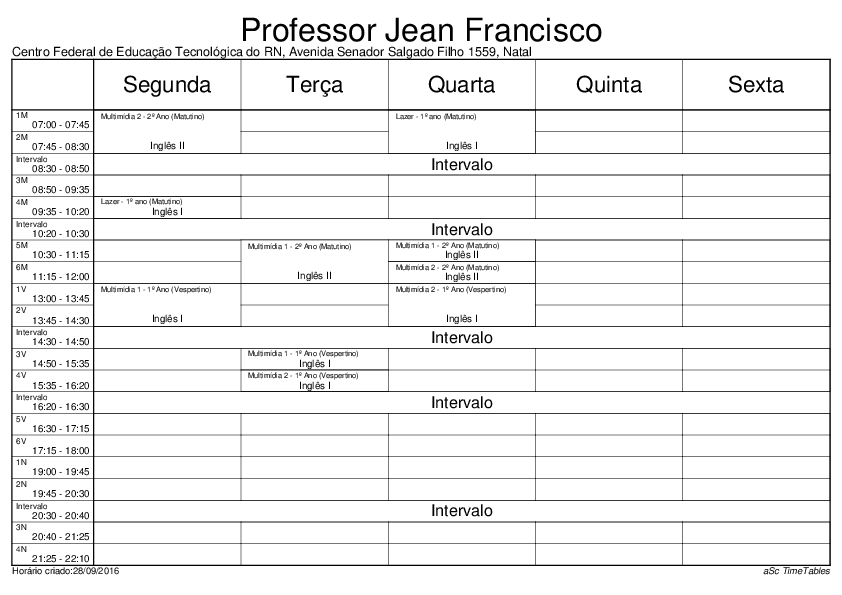 Professor Jean Francisco
Centro Federal de Educação Tecnológica do RN, Avenida Senador Salgado Filho 1559, Natal
Segunda Terça Quarta Quinta Sexta
1M
07:00 - 07:45
Multimídia 2 - 2º Ano (Matutino)
Inglês II
Lazer - 1º ano (Matutino)
Inglês I
2M
07:45 - 08:30
Intervalo
08:30 - 08:50
Intervalo
3M
08:50 - 09:35
4M
09:35 - 10:20
Lazer - 1º ano (Matutino)
Inglês I
Intervalo
10:20 - 10:30
Intervalo
5M
10:30 - 11:15
Multimídia 1 - 2º Ano (Matutino)
Inglês II
Multimídia 1 - 2º Ano (Matutino)
Inglês II
6M
11:15 - 12:00
Multimídia 2 - 2º Ano (Matutino)
Inglês II
1V
13:00 - 13:45
Multimídia 1 - 1º Ano (Vespertino)
Inglês I
Multimídia 2 - 1º Ano (Vespertino)
Inglês I
2V
13:45 - 14:30
Intervalo
14:30 - 14:50
Intervalo
3V
14:50 - 15:35
Multimídia 1 - 1º Ano (Vespertino)
Inglês I
4V
15:35 - 16:20
Multimídia 2 - 1º Ano (Vespertino)
Inglês I
Intervalo
16:20 - 16:30
Intervalo
5V
16:30 - 17:15
6V
17:15 - 18:00
1N
19:00 - 19:45
2N
19:45 - 20:30
Intervalo
20:30 - 20:40
Intervalo
3N
20:40 - 21:25
4N
21:25 - 22:10
Horário criado:28/09/2016
aSc TimeTables